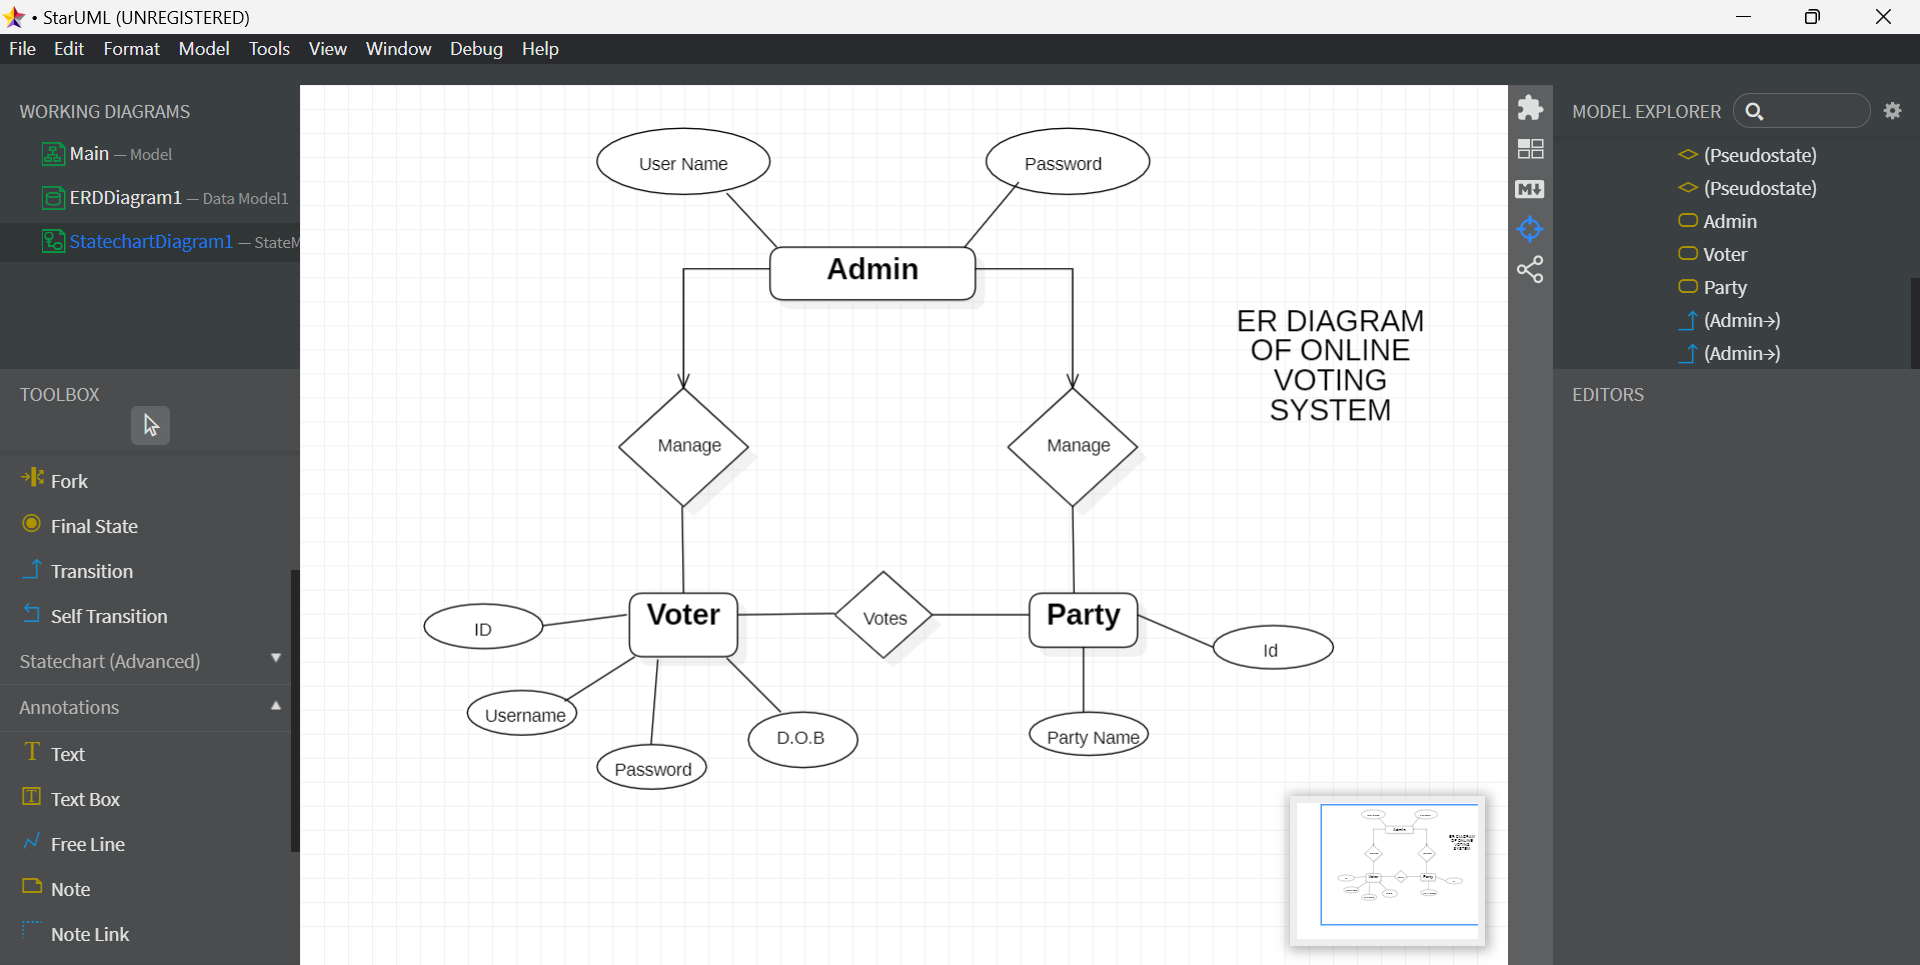 • StarUML (UNREGISTERED)
File Edit Format Model Tools View Window Debug Help
WORKING DIAGRAMS
Main — Model
ERDDiagram1 — Data Model1
StatechartDiagram1 — StateM
TOOLBOX
Fork
Final State
Transition
Self Transition
Statechart (Advanced)
Annotations
Text
Text Box
Free Line
Note
Note Link
User Name
Password
Admin
ER DIAGRAM
OF ONLINE
VOTING
SYSTEM
Manage
Manage
Voter
Votes
Party
ID
Id
Username
Password
D.O.B
Party Name
MODEL EXPLORER
(Pseudostate)
(Pseudostate)
Admin
Voter
Party
(Admin→)
(Admin→)
EDITORS